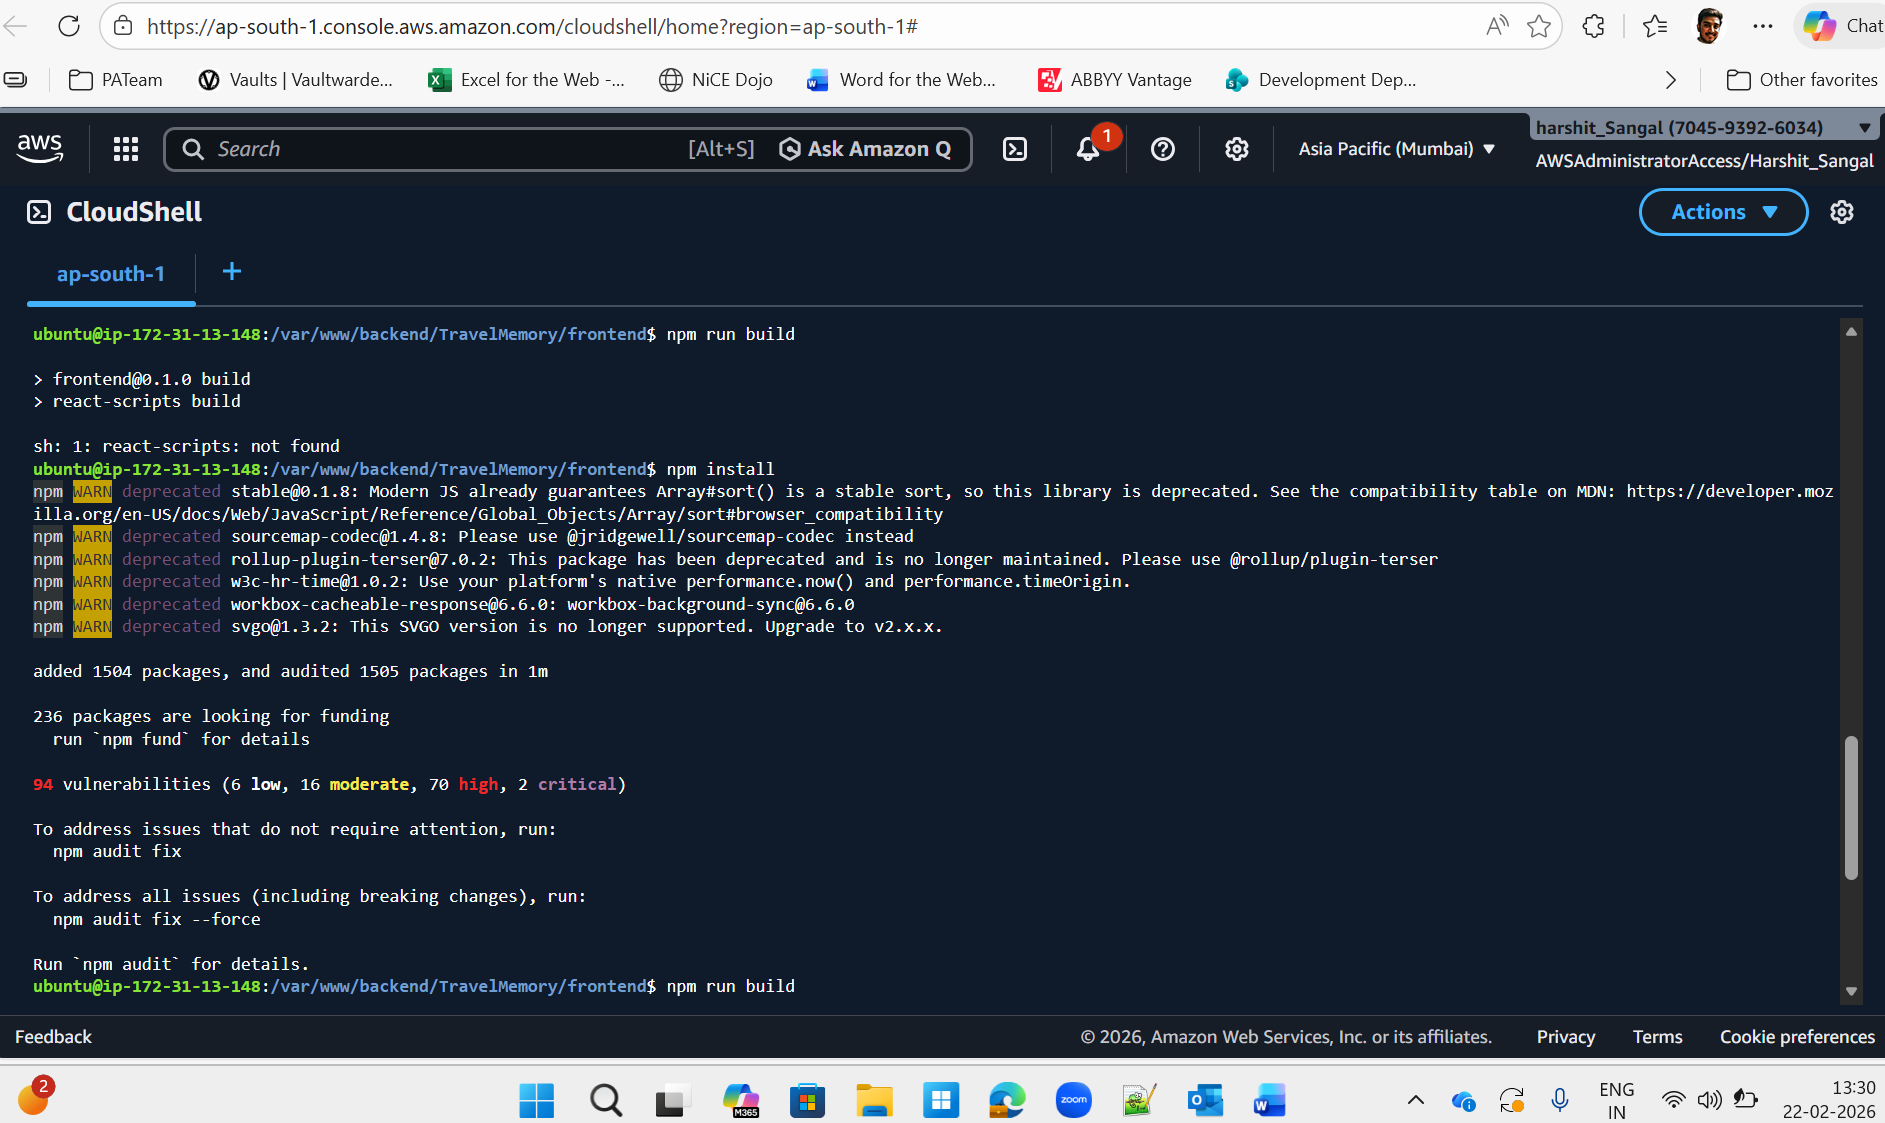 https://ap-south-1.console.aws.amazon.com/cloudshell/home?region=ap-south-1#
Chat
PATeam
Vaults | Vaultwarde...
Excel for the Web -...
NiCE Dojo
Word for the Web...
ABBYY Vantage
Development Dep...
Other favorites
aws
Search
[Alt+S]
Ask Amazon Q
1
Asia Pacific (Mumbai)
harshit_Sangal (7045-9392-6034)
AWSAdministratorAccess/Harshit_Sangal
CloudShell
Actions
ap-south-1
+
ubuntu@ip-172-31-13-148:/var/www/backend/TravelMemory/frontend$ npm run build
> frontend@0.1.0 build
> react-scripts build
sh: 1: react-scripts: not found
ubuntu@ip-172-31-13-148:/var/www/backend/TravelMemory/frontend$ npm install
npm WARN deprecated stable@0.1.8: Modern JS already guarantees Array#sort() is a stable sort, so this library is deprecated. See the compatibility table on MDN: https://developer.moz
illa.org/en-US/docs/Web/JavaScript/Reference/Global_Objects/Array/sort#browser_compatibility
npm WARN deprecated sourcemap-codec@1.4.8: Please use @jridgewell/sourcemap-codec instead
npm WARN deprecated rollup-plugin-terser@7.0.2: This package has been deprecated and is no longer maintained. Please use @rollup/plugin-terser
npm WARN deprecated w3c-hr-time@1.0.2: Use your platform's native performance.now() and performance.timeOrigin.
npm WARN deprecated workbox-cacheable-response@6.6.0: workbox-background-sync@6.6.0
npm WARN deprecated svgo@1.3.2: This SVGO version is no longer supported. Upgrade to v2.x.x.
added 1504 packages, and audited 1505 packages in 1m
236 packages are looking for funding
run `npm fund` for details
94 vulnerabilities (6 low, 16 moderate, 70 high, 2 critical)
To address issues that do not require attention, run:
npm audit fix
To address all issues (including breaking changes), run:
npm audit fix --force
Run `npm audit` for details.
ubuntu@ip-172-31-13-148:/var/www/backend/TravelMemory/frontend$ npm run build
Feedback
© 2026, Amazon Web Services, Inc. or its affiliates.
Privacy
Terms
Cookie preferences
2
M365
zoom
ENG
IN
13:30
22-02-2026